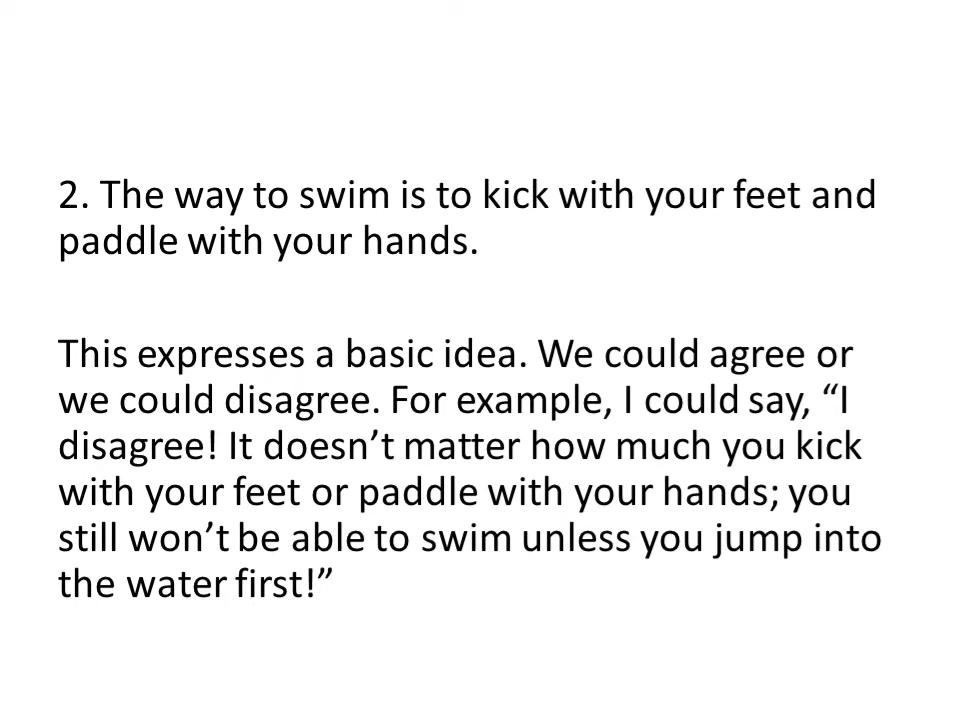 2. The way to swim is to kick with your feet and
paddle with your hands.
This expresses a basic idea. We could agree or
we could disagree. For example, I could say, “I
disagree! It doesn’t matter how much you kick
with your feet or paddle with your hands; you
still won’t be able to swim unless you jump into
the water first!”